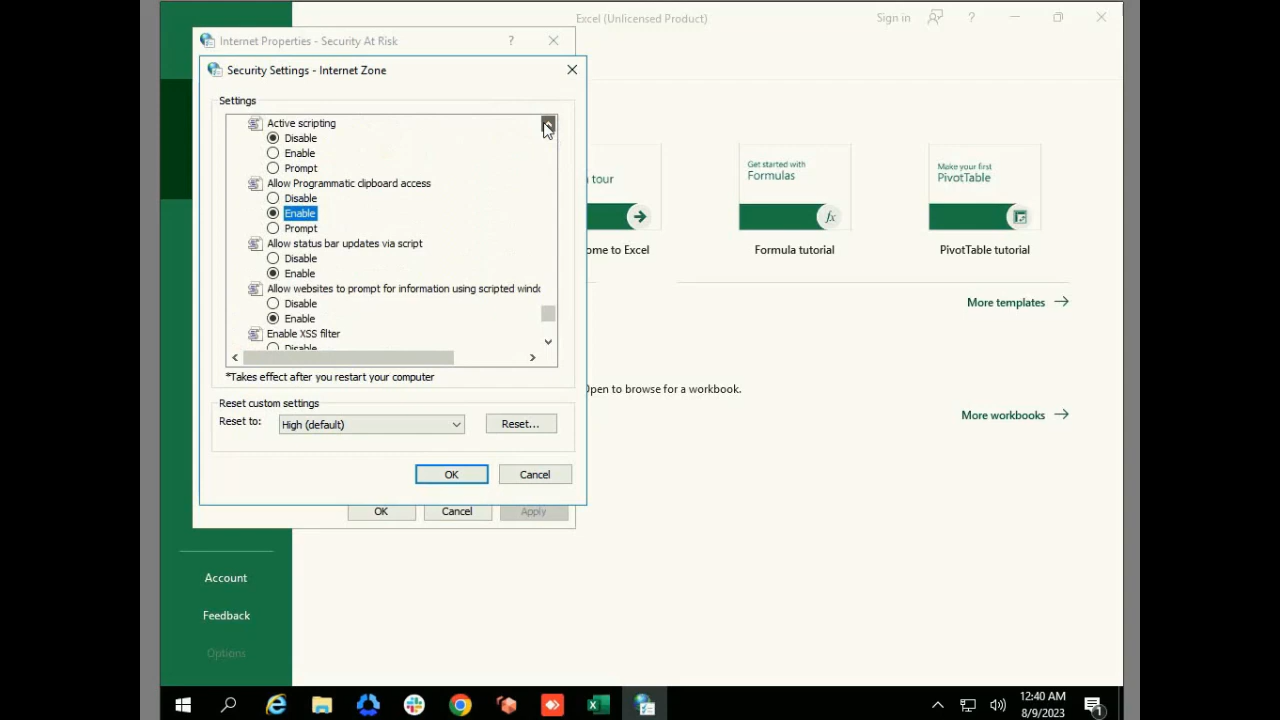 Excel (Unlicensed Product)
Sign in
?
Internet Properties - Security At Risk
?
Security Settings - Internet Zone
Settings
Active scripting
Disable
Enable
Prompt
Allow Programmatic clipboard access
Disable
Enable
Prompt
Allow status bar updates via script
Disable
Enable
Allow websites to prompt for information using scripted windo
Disable
Enable
Enable XSS filter
Disable
*Takes effect after you restart your computer
Reset custom settings
Reset to:
High (default)
Reset...
OK
Cancel
OK
Cancel
Apply
tour
Get started with
Formulas
fx
Make your first
PivotTable
ome to Excel
Formula tutorial
PivotTable tutorial
More templates
Open to browse for a workbook.
More workbooks
Account
Feedback
Options
12:40 AM
8/9/2023
1